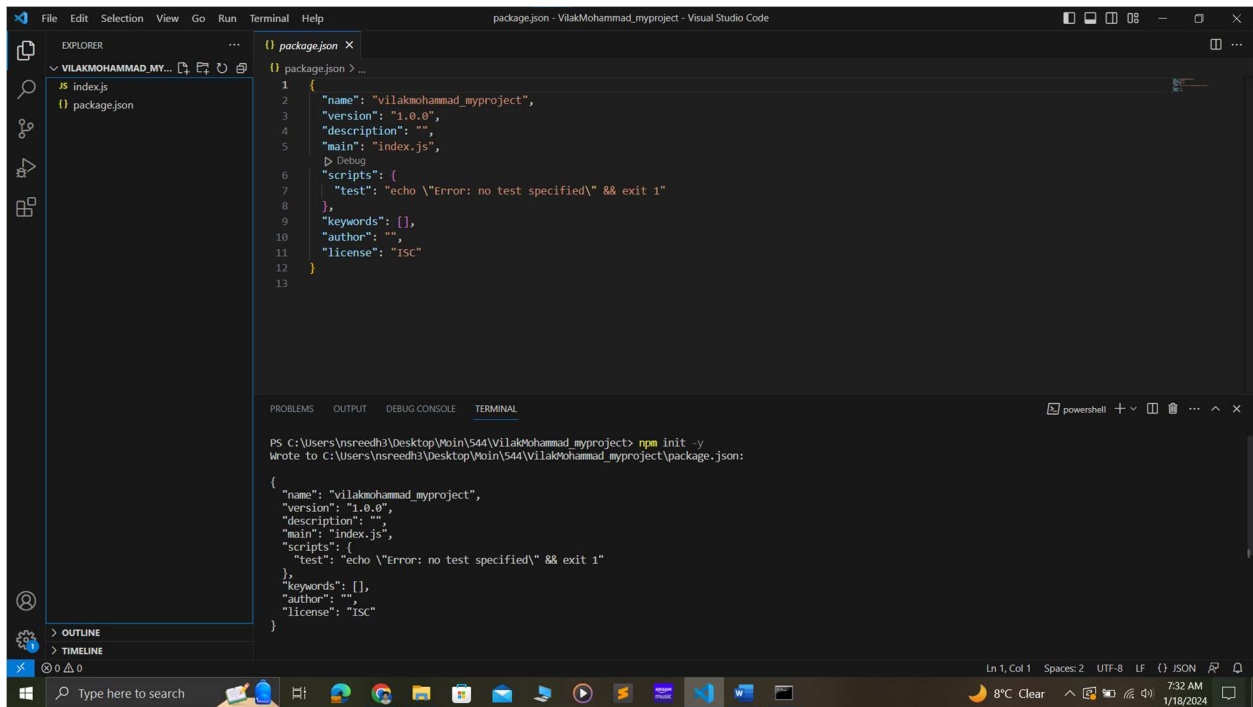 File Edit Selection View Go Run Terminal Help
package.json - VilakMohammad_myproject - Visual Studio Code
EXPLORER
VILAKMOHAMMAD_MY...
JS index.js
{} package.json
{} package.json
{} package.json > ...
1 {
2 "name": "vilakmohammad_myproject",
3 "version": "1.0.0",
4 "description": "",
5 "main": "index.js",
Debug
6 "scripts": {
7 "test": "echo \"Error: no test specified\" && exit 1"
8 },
9 "keywords": [],
10 "author": "",
11 "license": "ISC"
12 }
13
PROBLEMS OUTPUT DEBUG CONSOLE TERMINAL
powershell
PS C:\Users\nsreedh3\Desktop\Moin\544\VilakMohammad_myproject> npm init -y
Wrote to C:\Users\nsreedh3\Desktop\Moin\544\VilakMohammad_myproject\package.json:
{
"name": "vilakmohammad_myproject",
"version": "1.0.0",
"description": "",
"main": "index.js",
"scripts": {
"test": "echo \"Error: no test specified\" && exit 1"
},
"keywords": [],
"author": "",
"license": "ISC"
}
OUTLINE
TIMELINE
1
0 0
Ln 1, Col 1 Spaces: 2 UTF-8 LF {} JSON
Type here to search
amazon music
W
8°C Clear
7:32 AM
1/18/2024